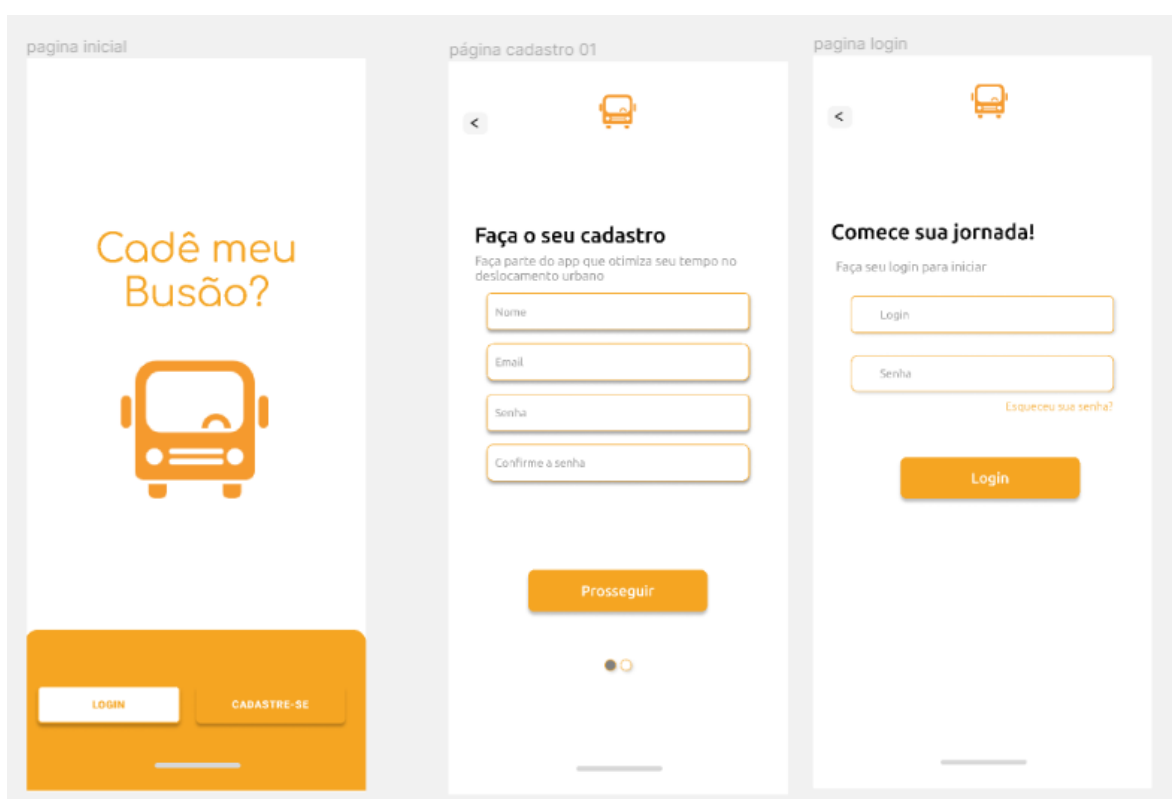 pagina inicial
Cadê meu
Busão?
LOGIN
CADASTRE-SE
página cadastro 01
<
Faça o seu cadastro
Faça parte do app que otimiza seu tempo no
deslocamento urbano
Nome
Email
Senha
Confirme a senha
Prosseguir
pagina login
<
Comece sua jornada!
Faça seu login para iniciar
Login
Senha
Esqueceu sua senha?
Login